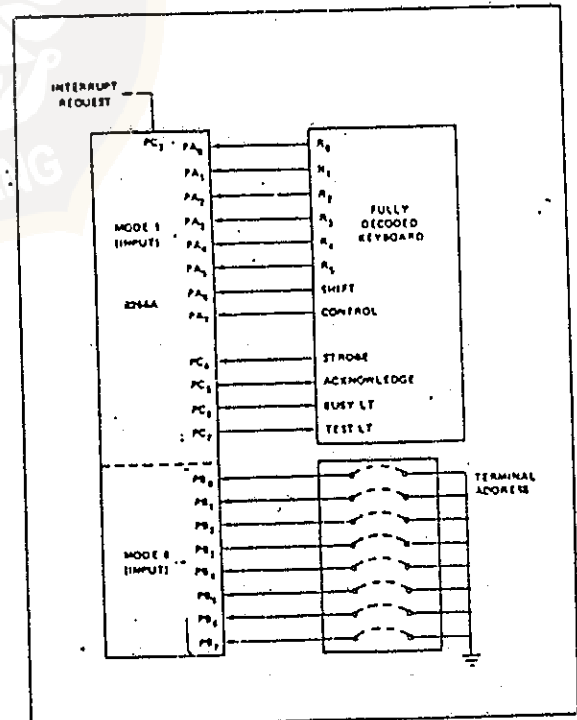 INTERRUPT
REQUEST
PC3 PA0 R0
PA1 R1
PA2 R2
PA3 R3
PA4 R4
PA5 R5
PA6 SHIFT
PA7 CONTROL
MODE 1
(INPUT)
FULLY
DECODED
KEYBOARD
PC4 STROBE
PC5 ACKNOWLEDGE
PC6 BUSY LT
PC7 TEST LT
PB0
PB1
PB2
PB3
PB4
PB5
PB6
PB7
MODE 0
(INPUT)
TERMINAL
ADDRESS
ING